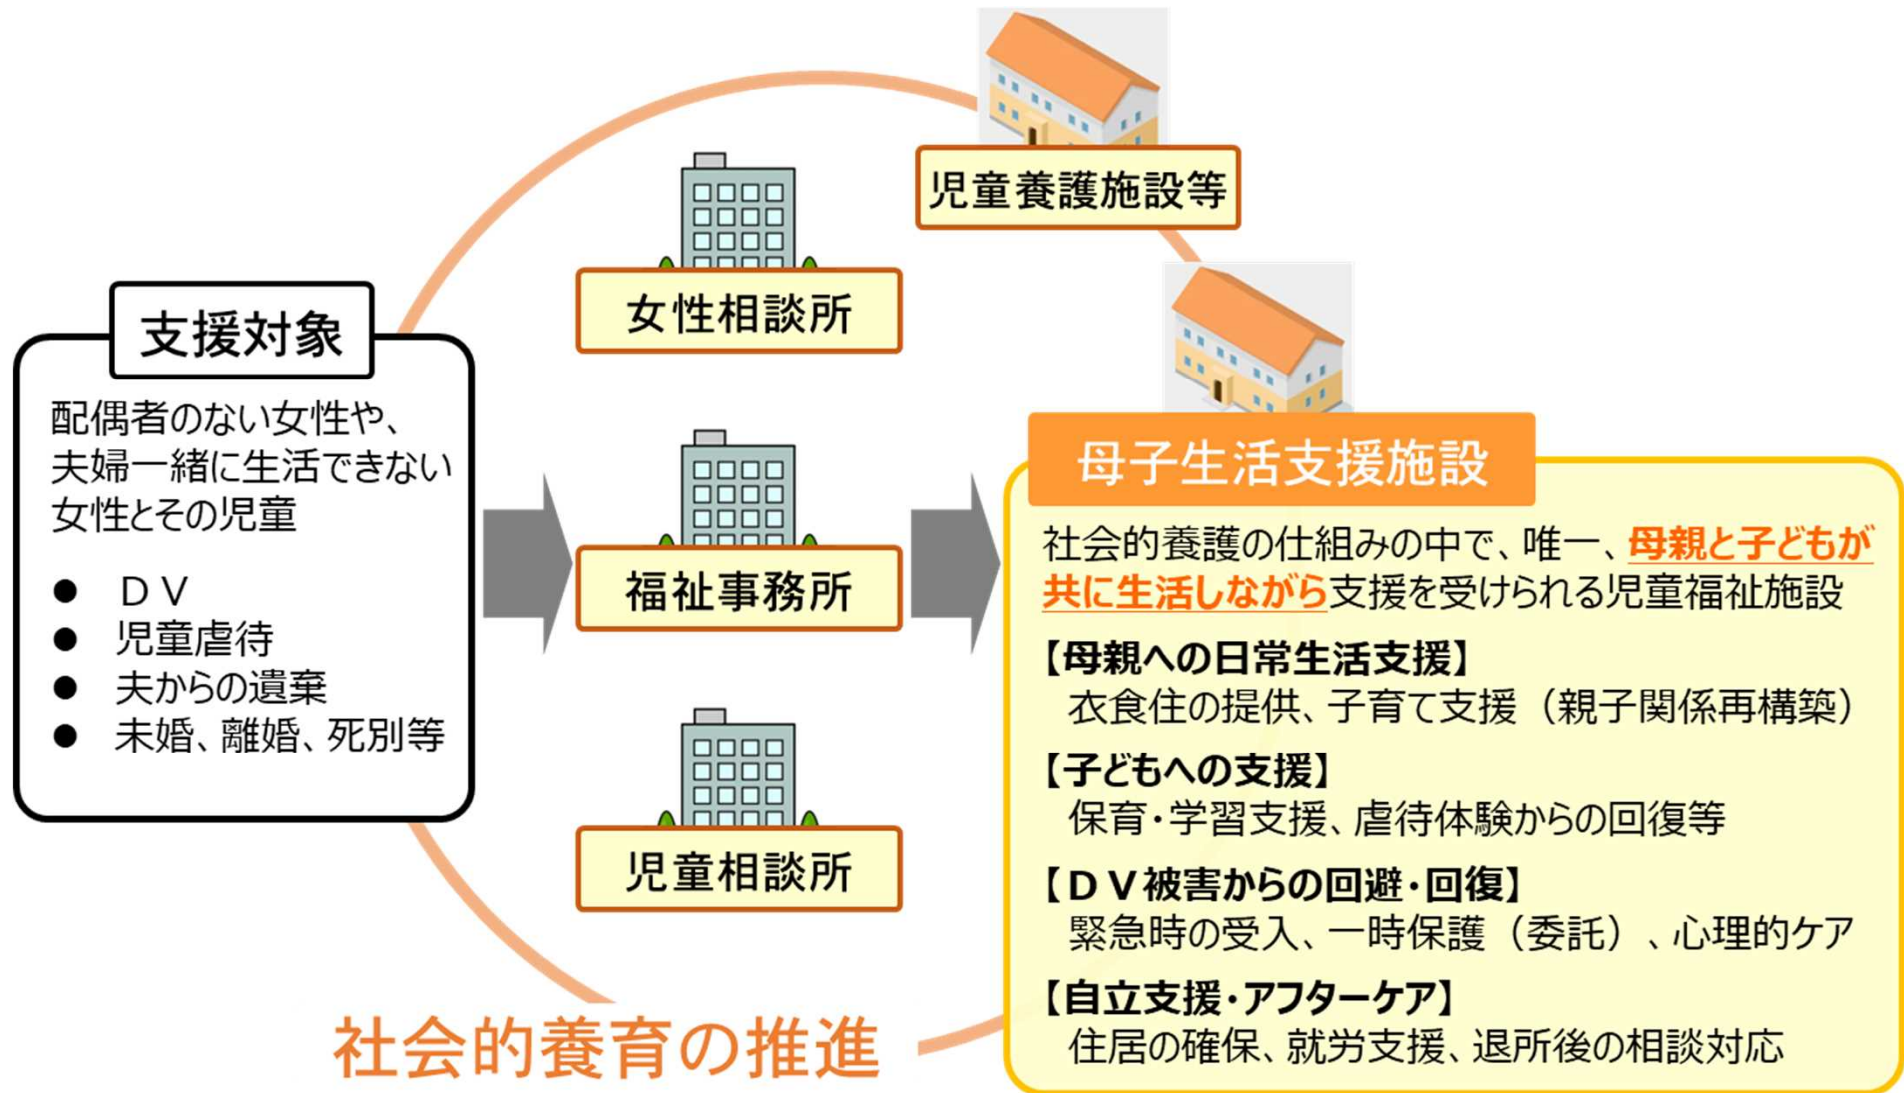 支援対象
配偶者のない女性や、
夫婦一緒に生活できない
女性とその児童
● ＤＶ
● 児童虐待
● 夫からの遺棄
● 未婚、離婚、死別等
女性相談所
福祉事務所
児童相談所
児童養護施設等
母子生活支援施設
社会的養護の仕組みの中で、唯一、母親と子どもが
共に生活しながら支援を受けられる児童福祉施設
【母親への日常生活支援】
衣食住の提供、子育て支援（親子関係再構築）
【子どもへの支援】
保育・学習支援、虐待体験からの回復等
【ＤＶ被害からの回避・回復】
緊急時の受入、一時保護（委託）、心理的ケア
【自立支援・アフターケア】
住居の確保、就労支援、退所後の相談対応
社会的養育の推進